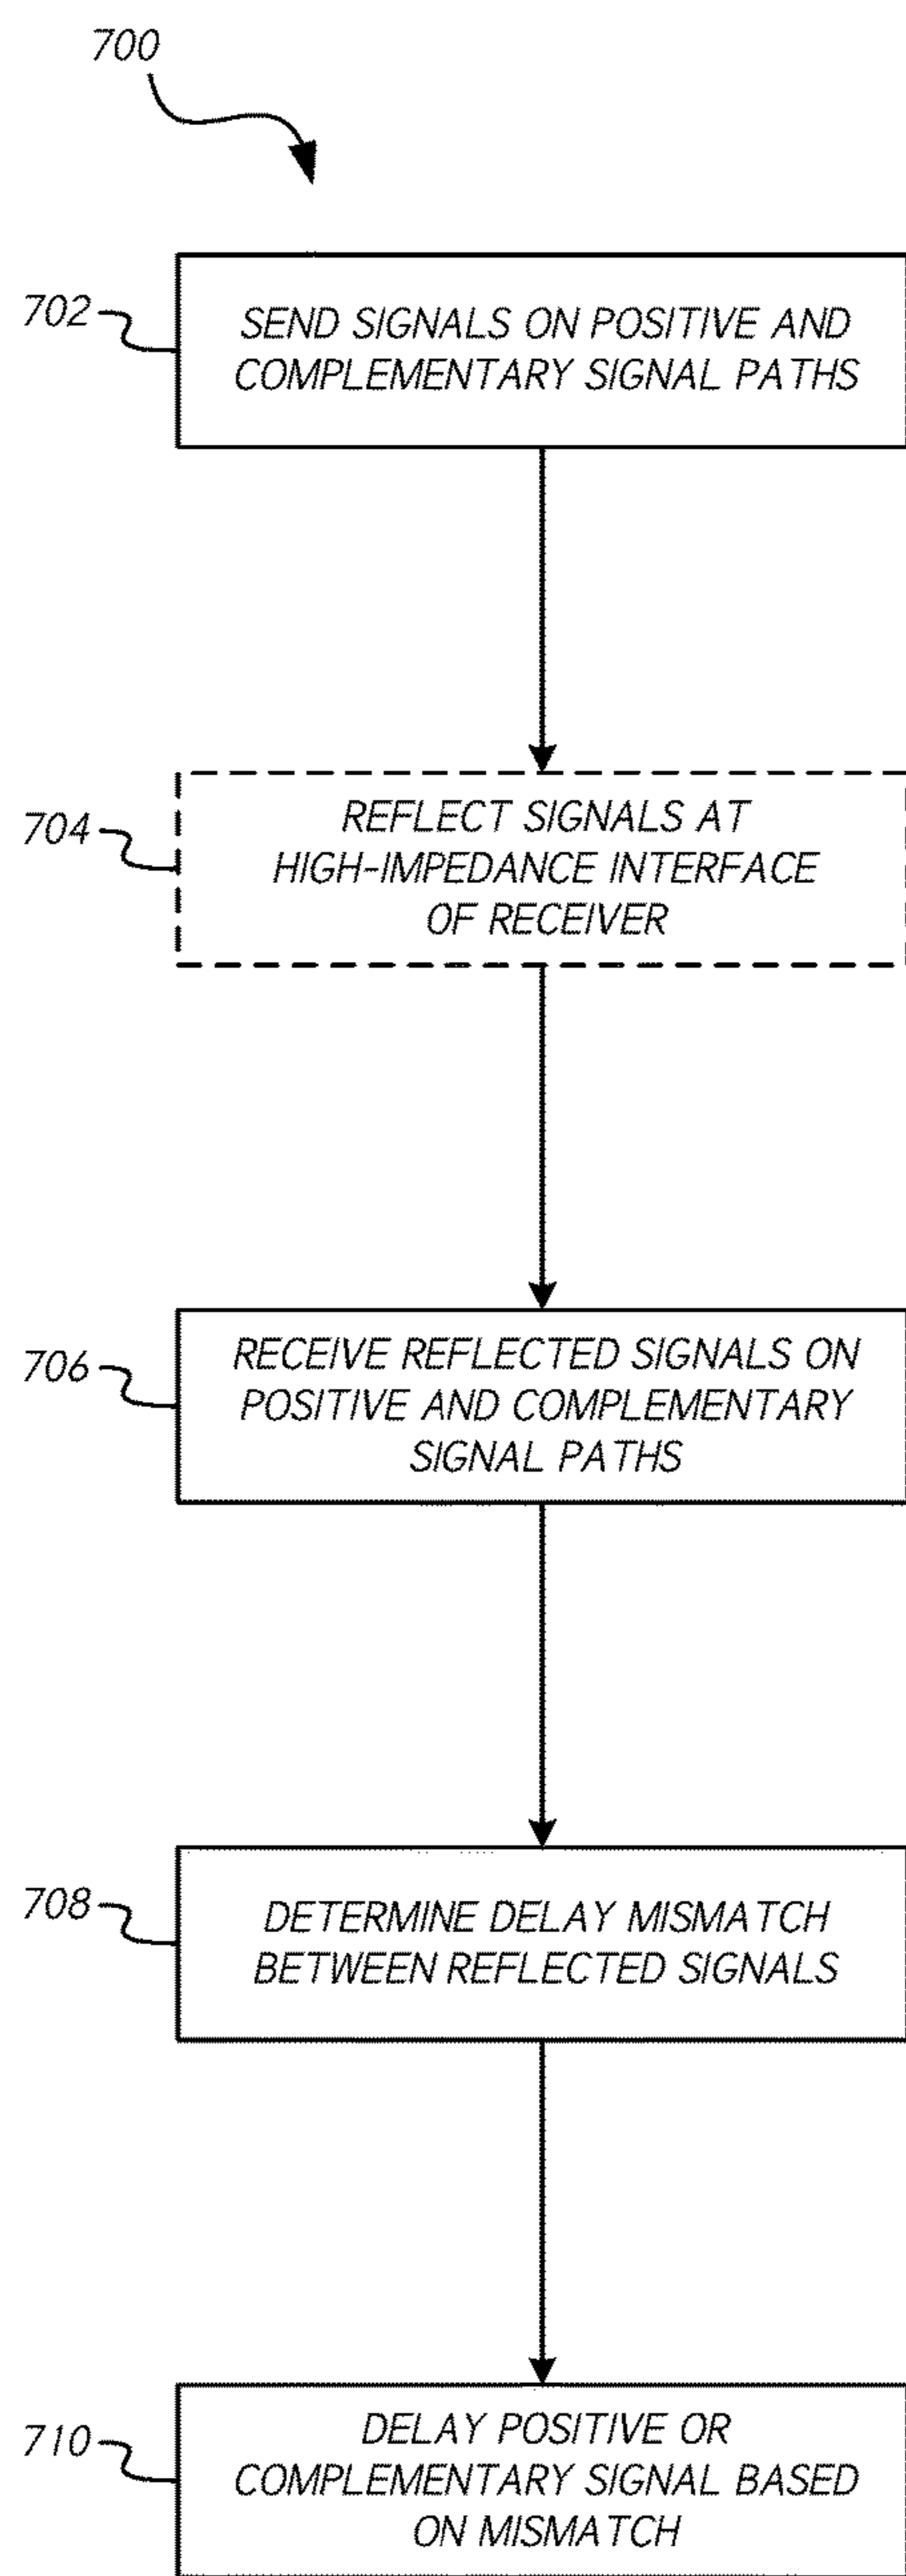 700
702
SEND SIGNALS ON POSITIVE AND
COMPLEMENTARY SIGNAL PATHS
704
REFLECT SIGNALS AT
HIGH-IMPEDANCE INTERFACE
OF RECEIVER
706
RECEIVE REFLECTED SIGNALS ON
POSITIVE AND COMPLEMENTARY
SIGNAL PATHS
708
DETERMINE DELAY MISMATCH
BETWEEN REFLECTED SIGNALS
710
DELAY POSITIVE OR
COMPLEMENTARY SIGNAL BASED
ON MISMATCH